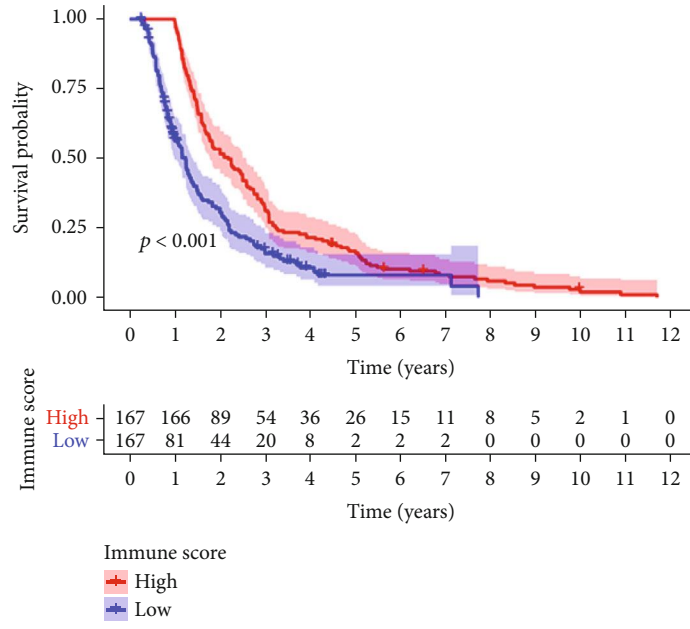 1.00
0.75
0.50
0.25
0.00
Survival probality
p < 0.001
0 1 2 3 4 5 6 7 8 9 10 11 12
Time (years)
Immune score
High 167 166 89 54 36 26 15 11 8 5 2 1 0
Low 167 81 44 20 8 2 2 2 0 0 0 0 0
0 1 2 3 4 5 6 7 8 9 10 11 12
Time (years)
Immune score
High
Low